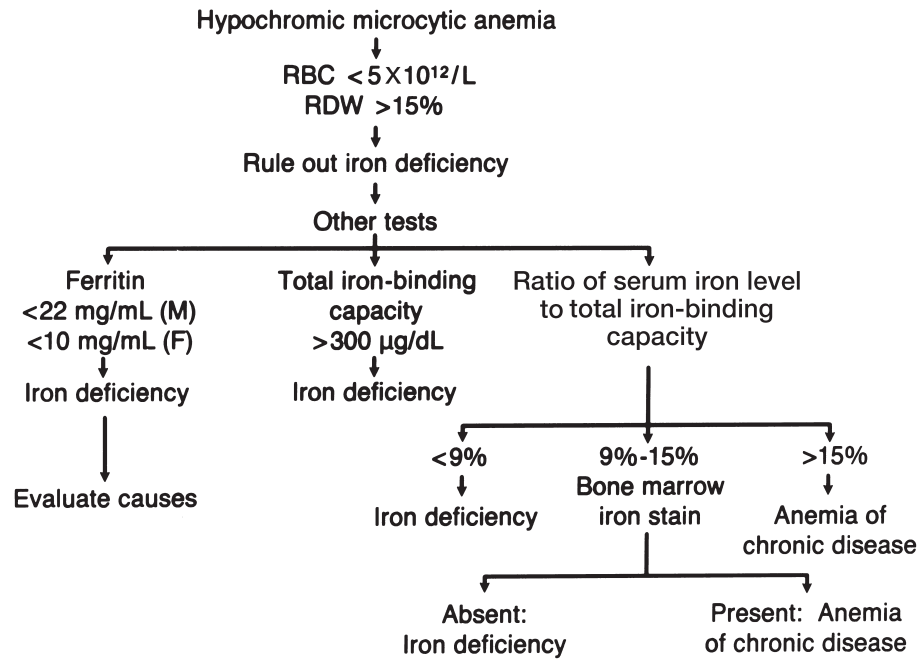 Hypochromic microcytic anemia
RBC <5X10¹²/L
RDW >15%
Rule out iron deficiency
Other tests
Ferritin
<22 mg/mL (M)
<10 mg/mL (F)
Iron deficiency
Evaluate causes
Total iron-binding
capacity
>300 µg/dL
Iron deficiency
Ratio of serum iron level
to total iron-binding
capacity
<9%
Iron deficiency
9%-15%
Bone marrow
iron stain
>15%
Anemia of
chronic disease
Absent:
Iron deficiency
Present: Anemia
of chronic disease